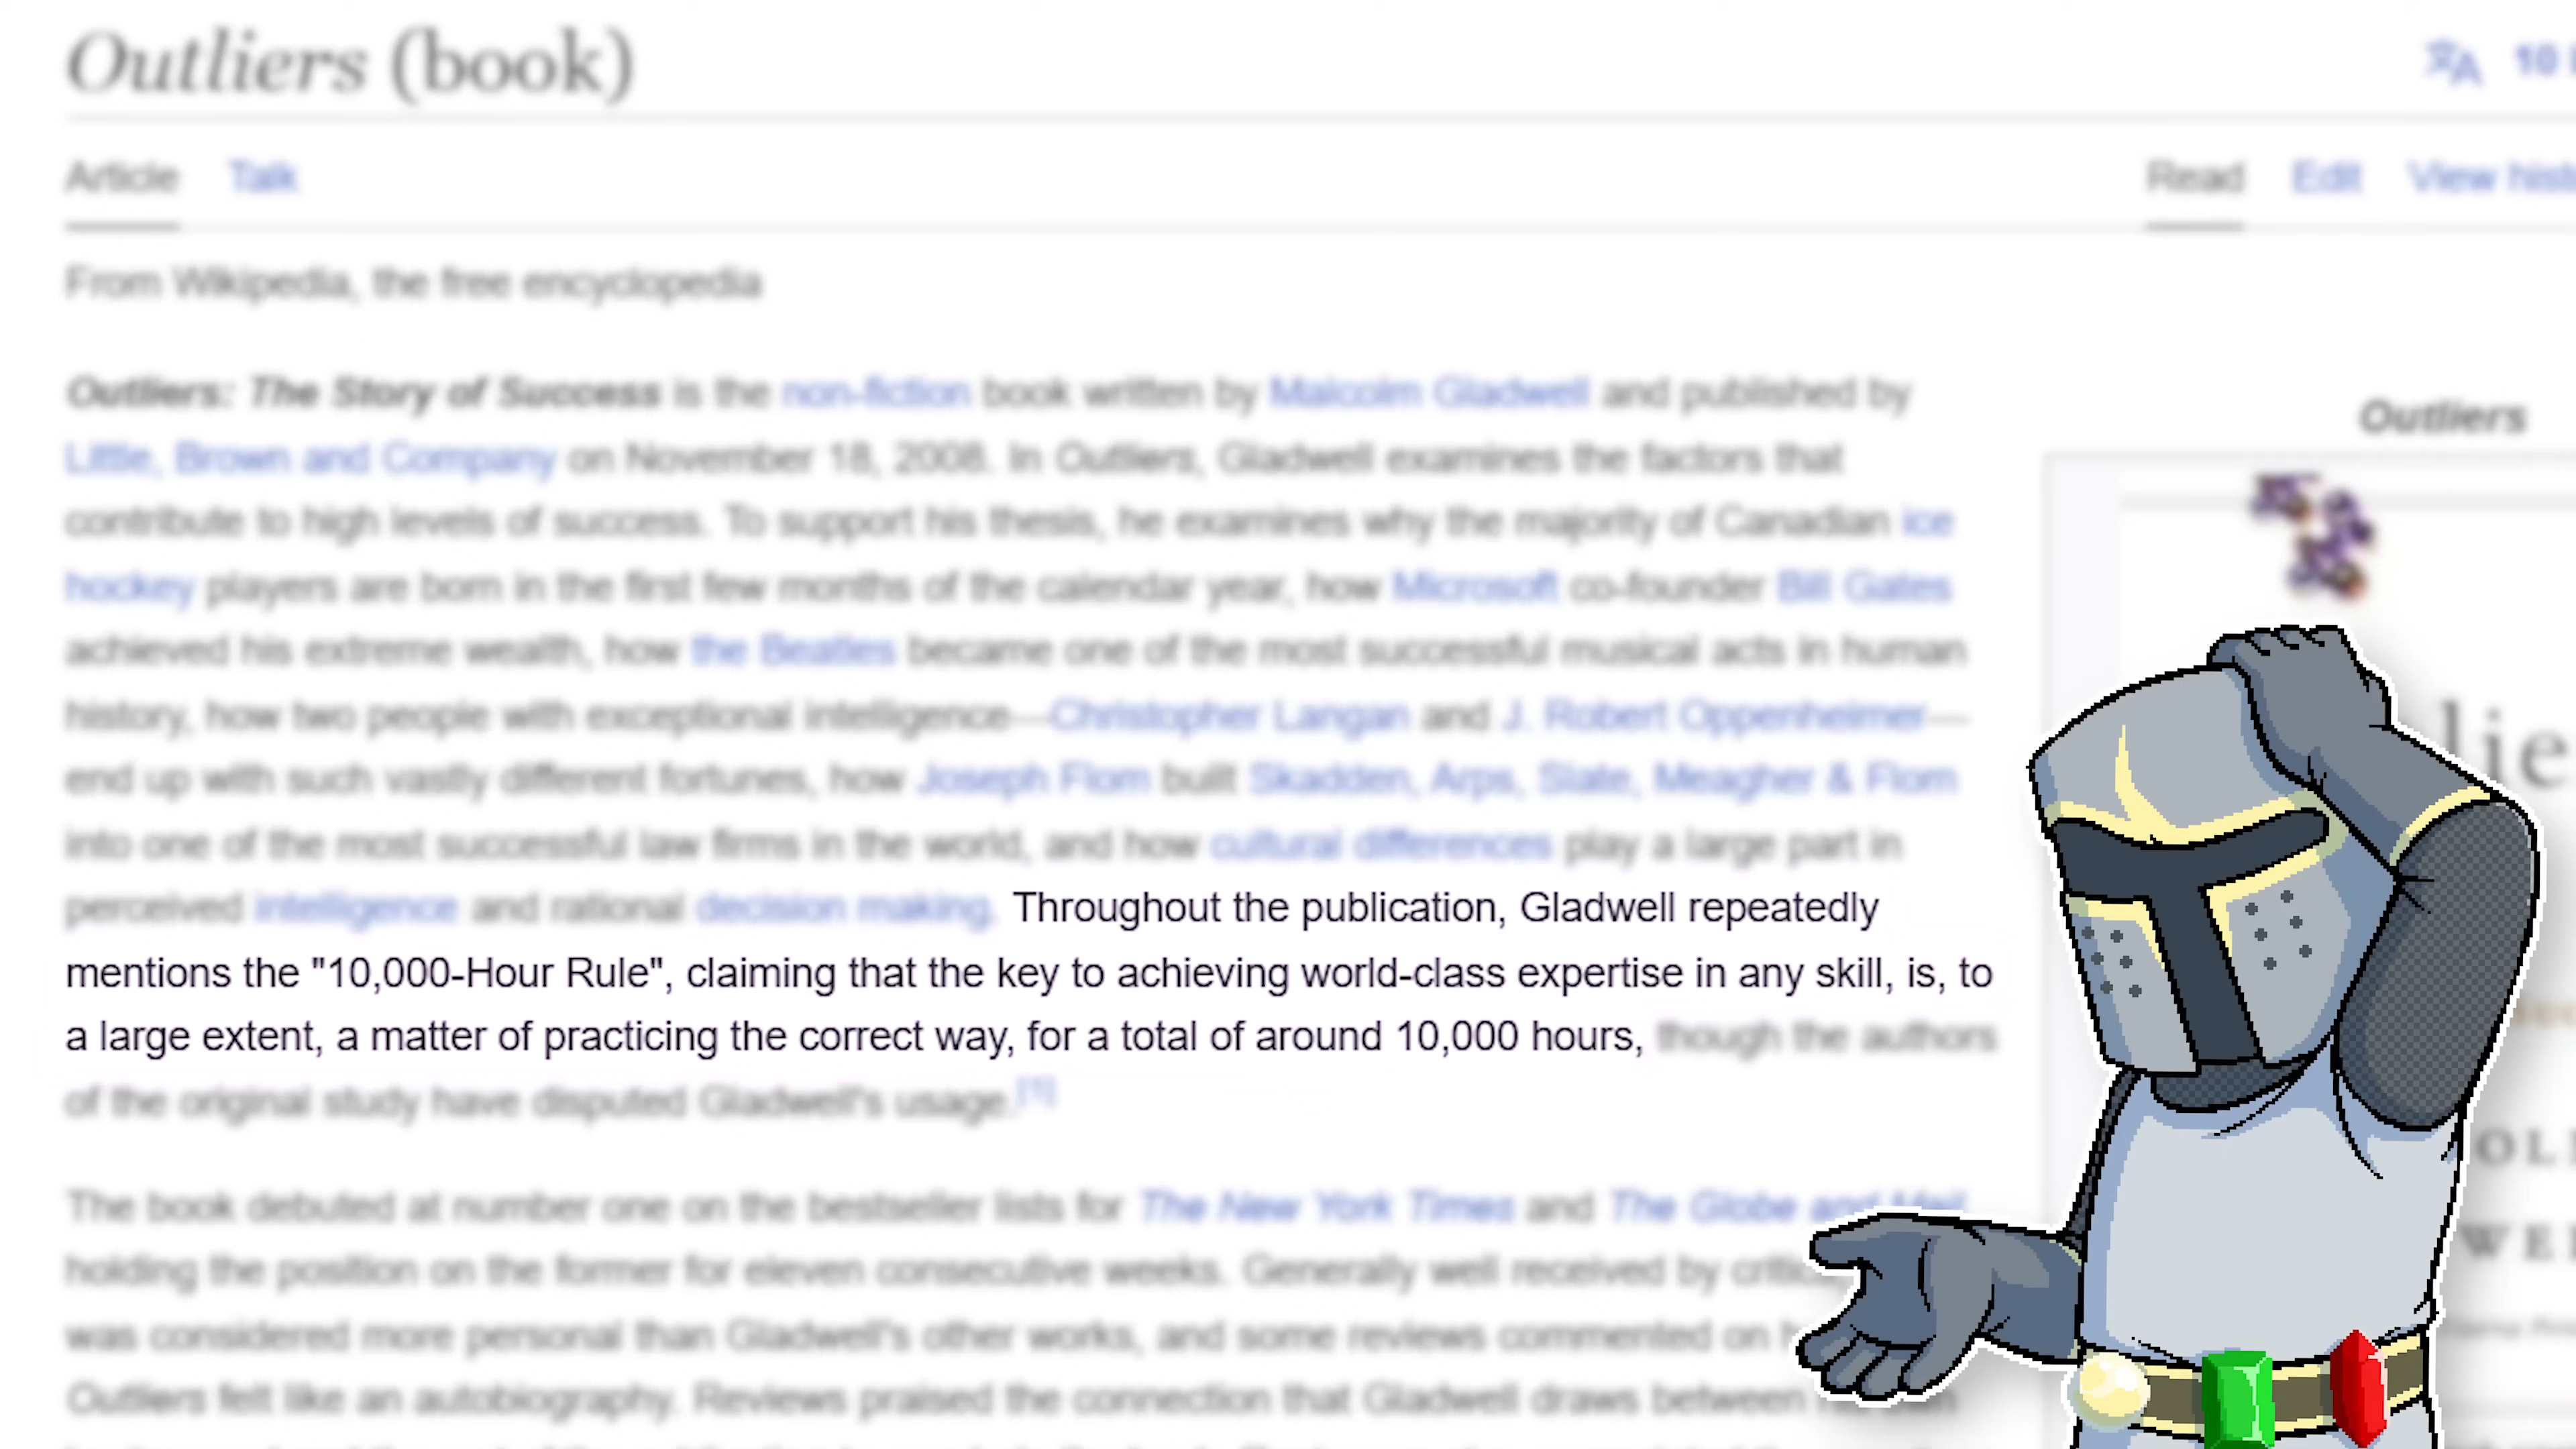 Outliers (book)
10
Article Talk
Read Edit View hist
From Wikipedia, the free encyclopedia
Outliers: The Story of Success is the non-fiction book written by Malcolm Gladwell and published by
Little, Brown and Company on November 18, 2008. In Outliers, Gladwell examines the factors that
contribute to high levels of success. To support his thesis, he examines why the majority of Canadian ice
hockey players are born in the first few months of the calendar year, how Microsoft co-founder Bill Gates
achieved his extreme wealth, how the Beatles became one of the most successful musical acts in human
history, how two people with exceptional intelligence—Christopher Langan and J. Robert Oppenheimer—
end up with such vastly different fortunes, how Joseph Flom built Skadden, Arps, Slate, Meagher & Flom
into one of the most successful law firms in the world, and how cultural differences play a large part in
perceived intelligence and rational decision making. Throughout the publication, Gladwell repeatedly
mentions the "10,000-Hour Rule", claiming that the key to achieving world-class expertise in any skill, is, to
a large extent, a matter of practicing the correct way, for a total of around 10,000 hours, though the authors
of the original study have disputed Gladwell's usage.[1]
The book debuted at number one on the bestseller lists for The New York Times and The Globe and Mail,
holding the position on the former for eleven consecutive weeks. Generally well received by critic
was considered more personal than Gladwell's other works, and some reviews commented on h
Outliers felt like an autobiography. Reviews praised the connection that Gladwell draws between
Outliers
lie
OL
WE